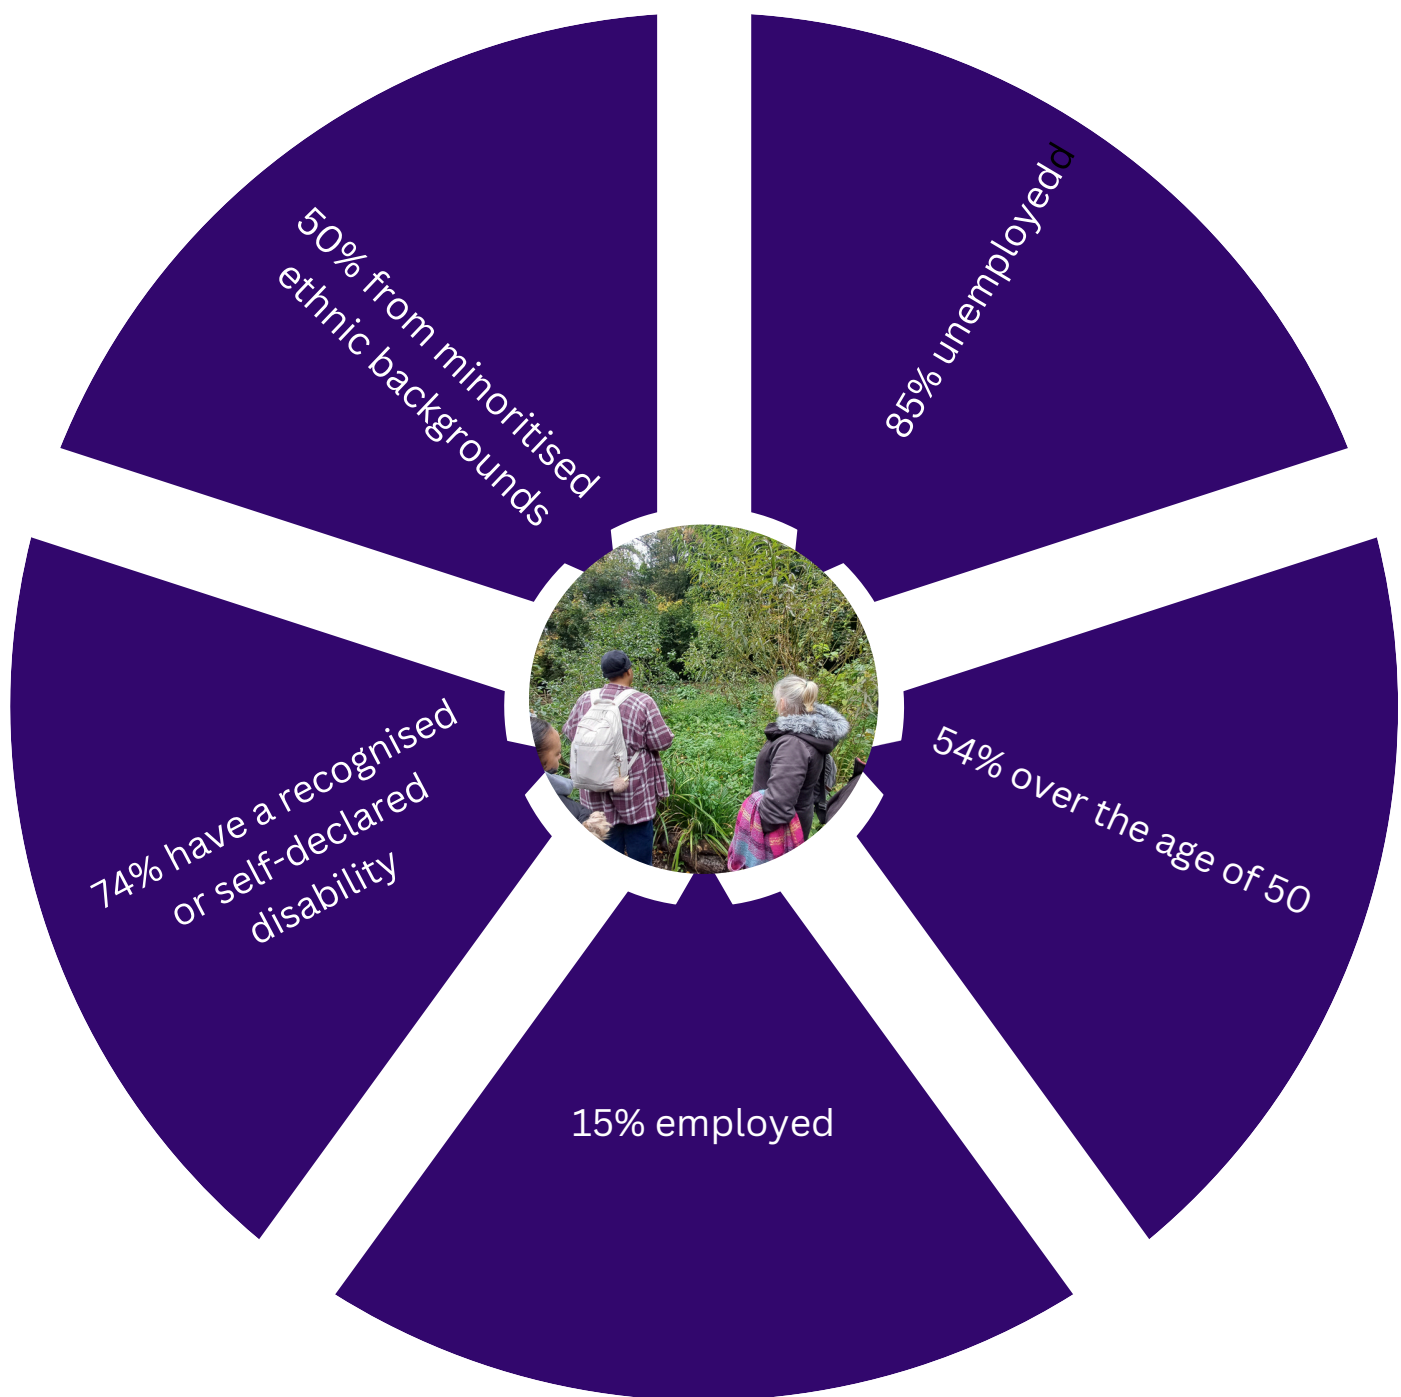 50% from minoritised
ethnic backgrounds
85% unemployedd
74% have a recognised
or self-declared
disability
54% over the age of 50
15% employed